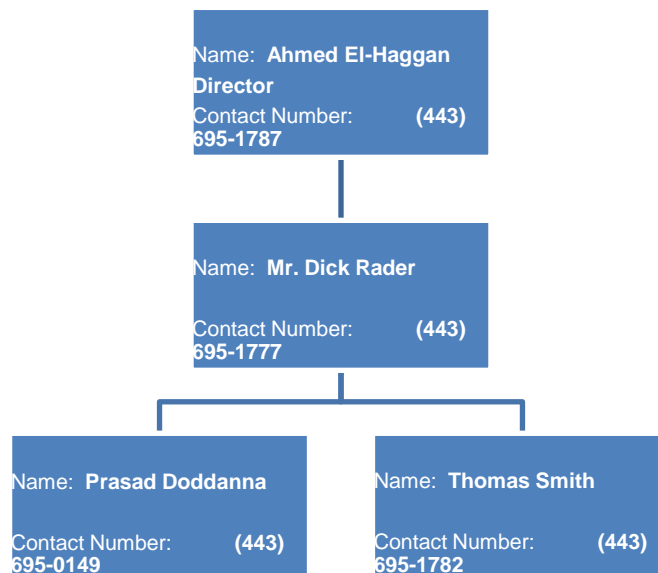 Name: Ahmed El-Haggan
Director
Contact Number: (443)
695-1787
Name: Mr. Dick Rader
Contact Number: (443)
695-1777
Name: Prasad Doddanna
Contact Number: (443)
695-0149
Name: Thomas Smith
Contact Number: (443)
695-1782